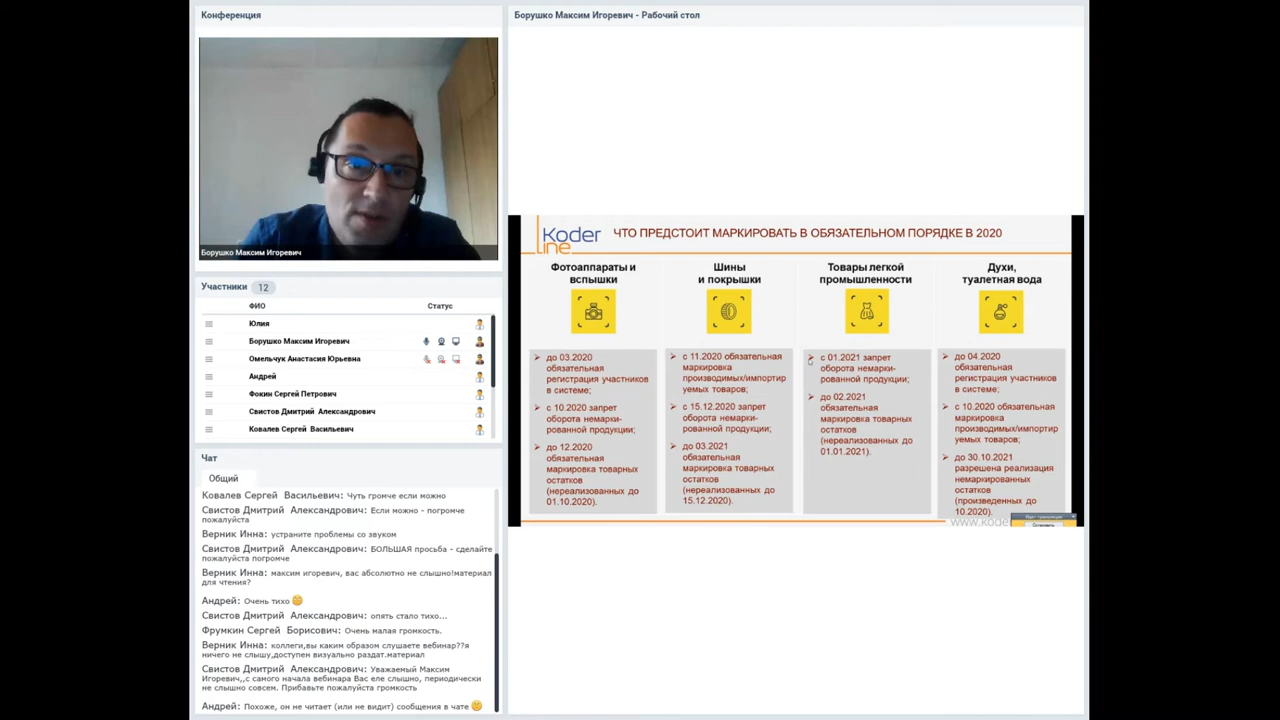 Конференция
Борушко Максим Игоревич
Участники 12
ФИО Статус
Юлия
Борушко Максим Игоревич
Омельчук Анастасия Юрьевна
Андрей
Фокин Сергей Петрович
Свистов Дмитрий Александрович
Ковалев Сергей Васильевич
Чат
Общий
Ковалев Сергей Васильевич: Чуть громче если можно
Свистов Дмитрий Александрович: Если можно - погромче
пожалуйста
Верник Инна: устраните проблемы со звуком
Свистов Дмитрий Александрович: БОЛЬШАЯ просьба - сделайте
пожалуйста погромче
Верник Инна: максим игоревич, вас абсолютно не слышно!материал
для чтения?
Андрей: Очень тихо
Свистов Дмитрий Александрович: опять стало тихо...
Фрумкин Сергей Борисович: Очень малая громкость.
Верник Инна: коллеги,вы каким образом слушаете вебинар??я
ничего не слышу,доступен визуально раздат.материал
Свистов Дмитрий Александрович: Уважаемый Максим
Игоревич,,с самого начала вебинара Вас еле слышно, периодически
не слышно совсем. Прибавьте пожалуйста громкость
Андрей: Похоже, он не читает (или не видит) сообщения в чате
Борушко Максим Игоревич - Рабочий стол
Koder
line
ЧТО ПРЕДСТОИТ МАРКИРОВАТЬ В ОБЯЗАТЕЛЬНОМ ПОРЯДКЕ В 2020
Фотоаппараты и
вспышки
до 03.2020
обязательная
регистрация участников
в системе;
с 10.2020 запрет
оборота немарки-
рованной продукции;
до 12.2020
обязательная
маркировка товарных
остатков
(нереализованных до
01.10.2020).
Шины
и покрышки
с 11.2020 обязательная
маркировка
производимых/импортир
уемых товаров;
с 15.12.2020 запрет
оборота немарки-
рованной продукции;
до 03.2021
обязательная
маркировка товарных
остатков
(нереализованных до
15.12.2020).
Товары легкой
промышленности
с 01.2021 запрет
оборота немарки-
рованной продукции;
до 02.2021
обязательная
маркировка товарных
остатков
(нереализованных до
01.01.2021).
Духи,
туалетная вода
до 04.2020
обязательная
регистрация участников
в системе;
с 10.2020 обязательная
маркировка
производимых/импортир
уемых товаров;
до 30.10.2021
разрешена реализация
немаркированных
остатков
(произведенных до
10.2020).
www.koder